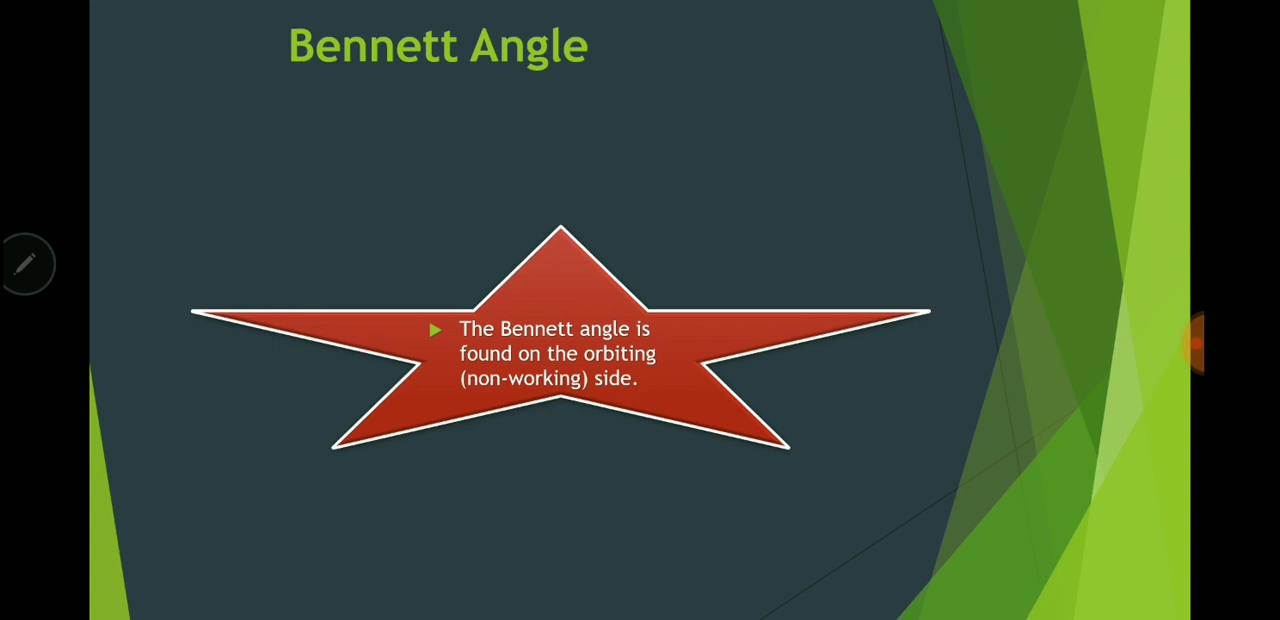 Bennett Angle
The Bennett angle is
found on the orbiting
(non-working) side.